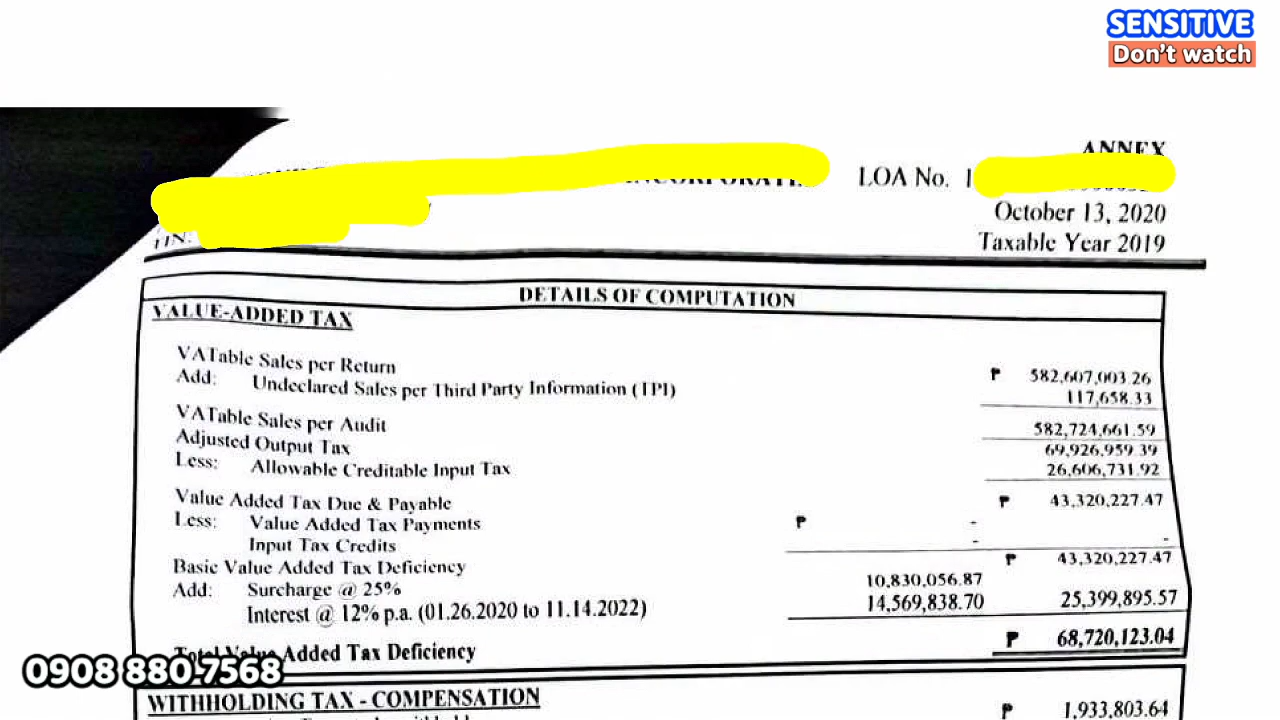 SENSITIVE
Don't watch
ANNEX
LOA No. 1
October 13, 2020
TIN:
Taxable Year 2019
DETAILS OF COMPUTATION
VALUE-ADDED TAX
VATable Sales per Return ₱ 582,607,003.26
Add: Undeclared Sales per Third Party Information (TPI) 117,658.33
VATable Sales per Audit 582,724,661.59
Adjusted Output Tax 69,926,959.39
Less: Allowable Creditable Input Tax 26,606,731.92
Value Added Tax Due & Payable ₱ 43,320,227.47
Less: Value Added Tax Payments ₱ -
Input Tax Credits - -
Basic Value Added Tax Deficiency ₱ 43,320,227.47
Add: Surcharge @ 25% 10,830,056.87
Interest @ 12% p.a. (01.26.2020 to 11.14.2022) 14,569,838.70 25,399,895.57
Total Value Added Tax Deficiency ₱ 68,720,123.04
0908 880 7568
WITHHOLDING TAX - COMPENSATION
₱ 1,933,803.64